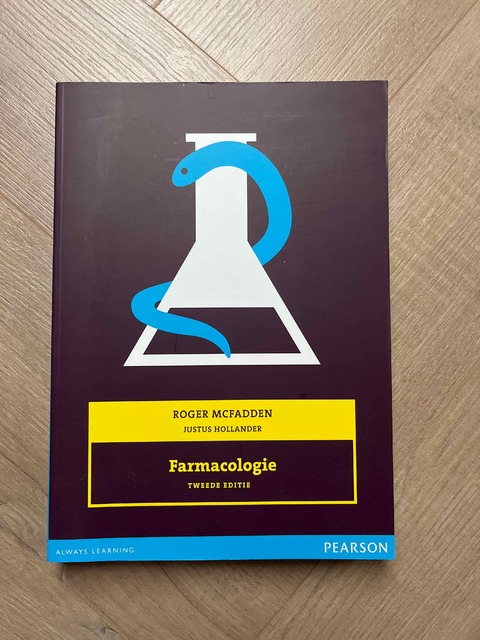 ROGER MCFADDEN
JUSTUS HOLLANDER
Farmacologie
TWEEDE EDITIE
ALWAYS LEARNING
PEARSON